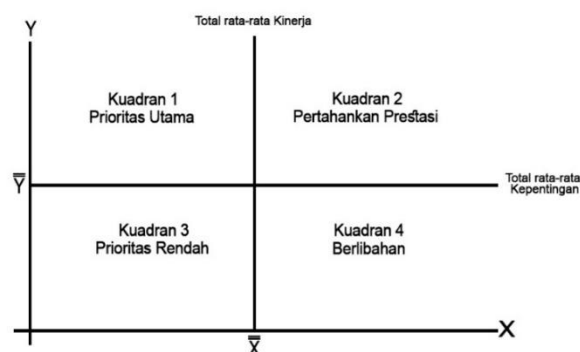 Y
Total rata-rata Kinerja
Kuadran 1
Prioritas Utama
Kuadran 2
Pertahankan Prestasi
Y
Total rata-rata
Kepentingan
Kuadran 3
Prioritas Rendah
Kuadran 4
Berlibahan
X
X